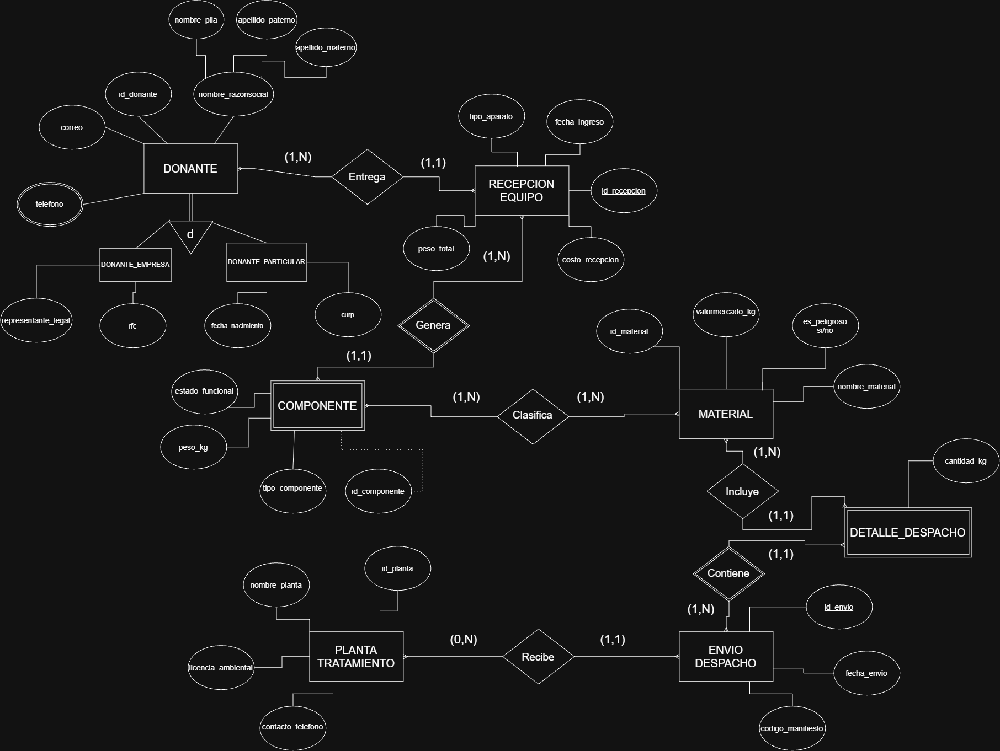 nombre_pila
apellido_paterno
apellido_materno
id_donante
nombre_razonsocial
correo
tipo_aparato
fecha_ingreso
DONANTE
(1,N)
Entrega
(1,1)
RECEPCION
EQUIPO
id_recepcion
telefono
d
peso_total
(1,N)
costo_recepcion
DONANTE_EMPRESA
DONANTE_PARTICULAR
representante_legal
rfc
fecha_nacimiento
curp
Genera
(1,1)
id_material
valormercado_kg
es_peligroso
si/no
nombre_material
estado_funcional
COMPONENTE
(1,N)
Clasifica
(1,N)
MATERIAL
peso_kg
tipo_componente
id_componente
(1,N)
cantidad_kg
Incluye
(1,1)
DETALLE_DESPACHO
(1,1)
Contiene
(1,N)
nombre_planta
id_planta
id_envio
PLANTA
TRATAMIENTO
(0,N)
Recibe
(1,1)
ENVIO
DESPACHO
licencia_ambiental
fecha_envio
contacto_telefono
codigo_manifiesto